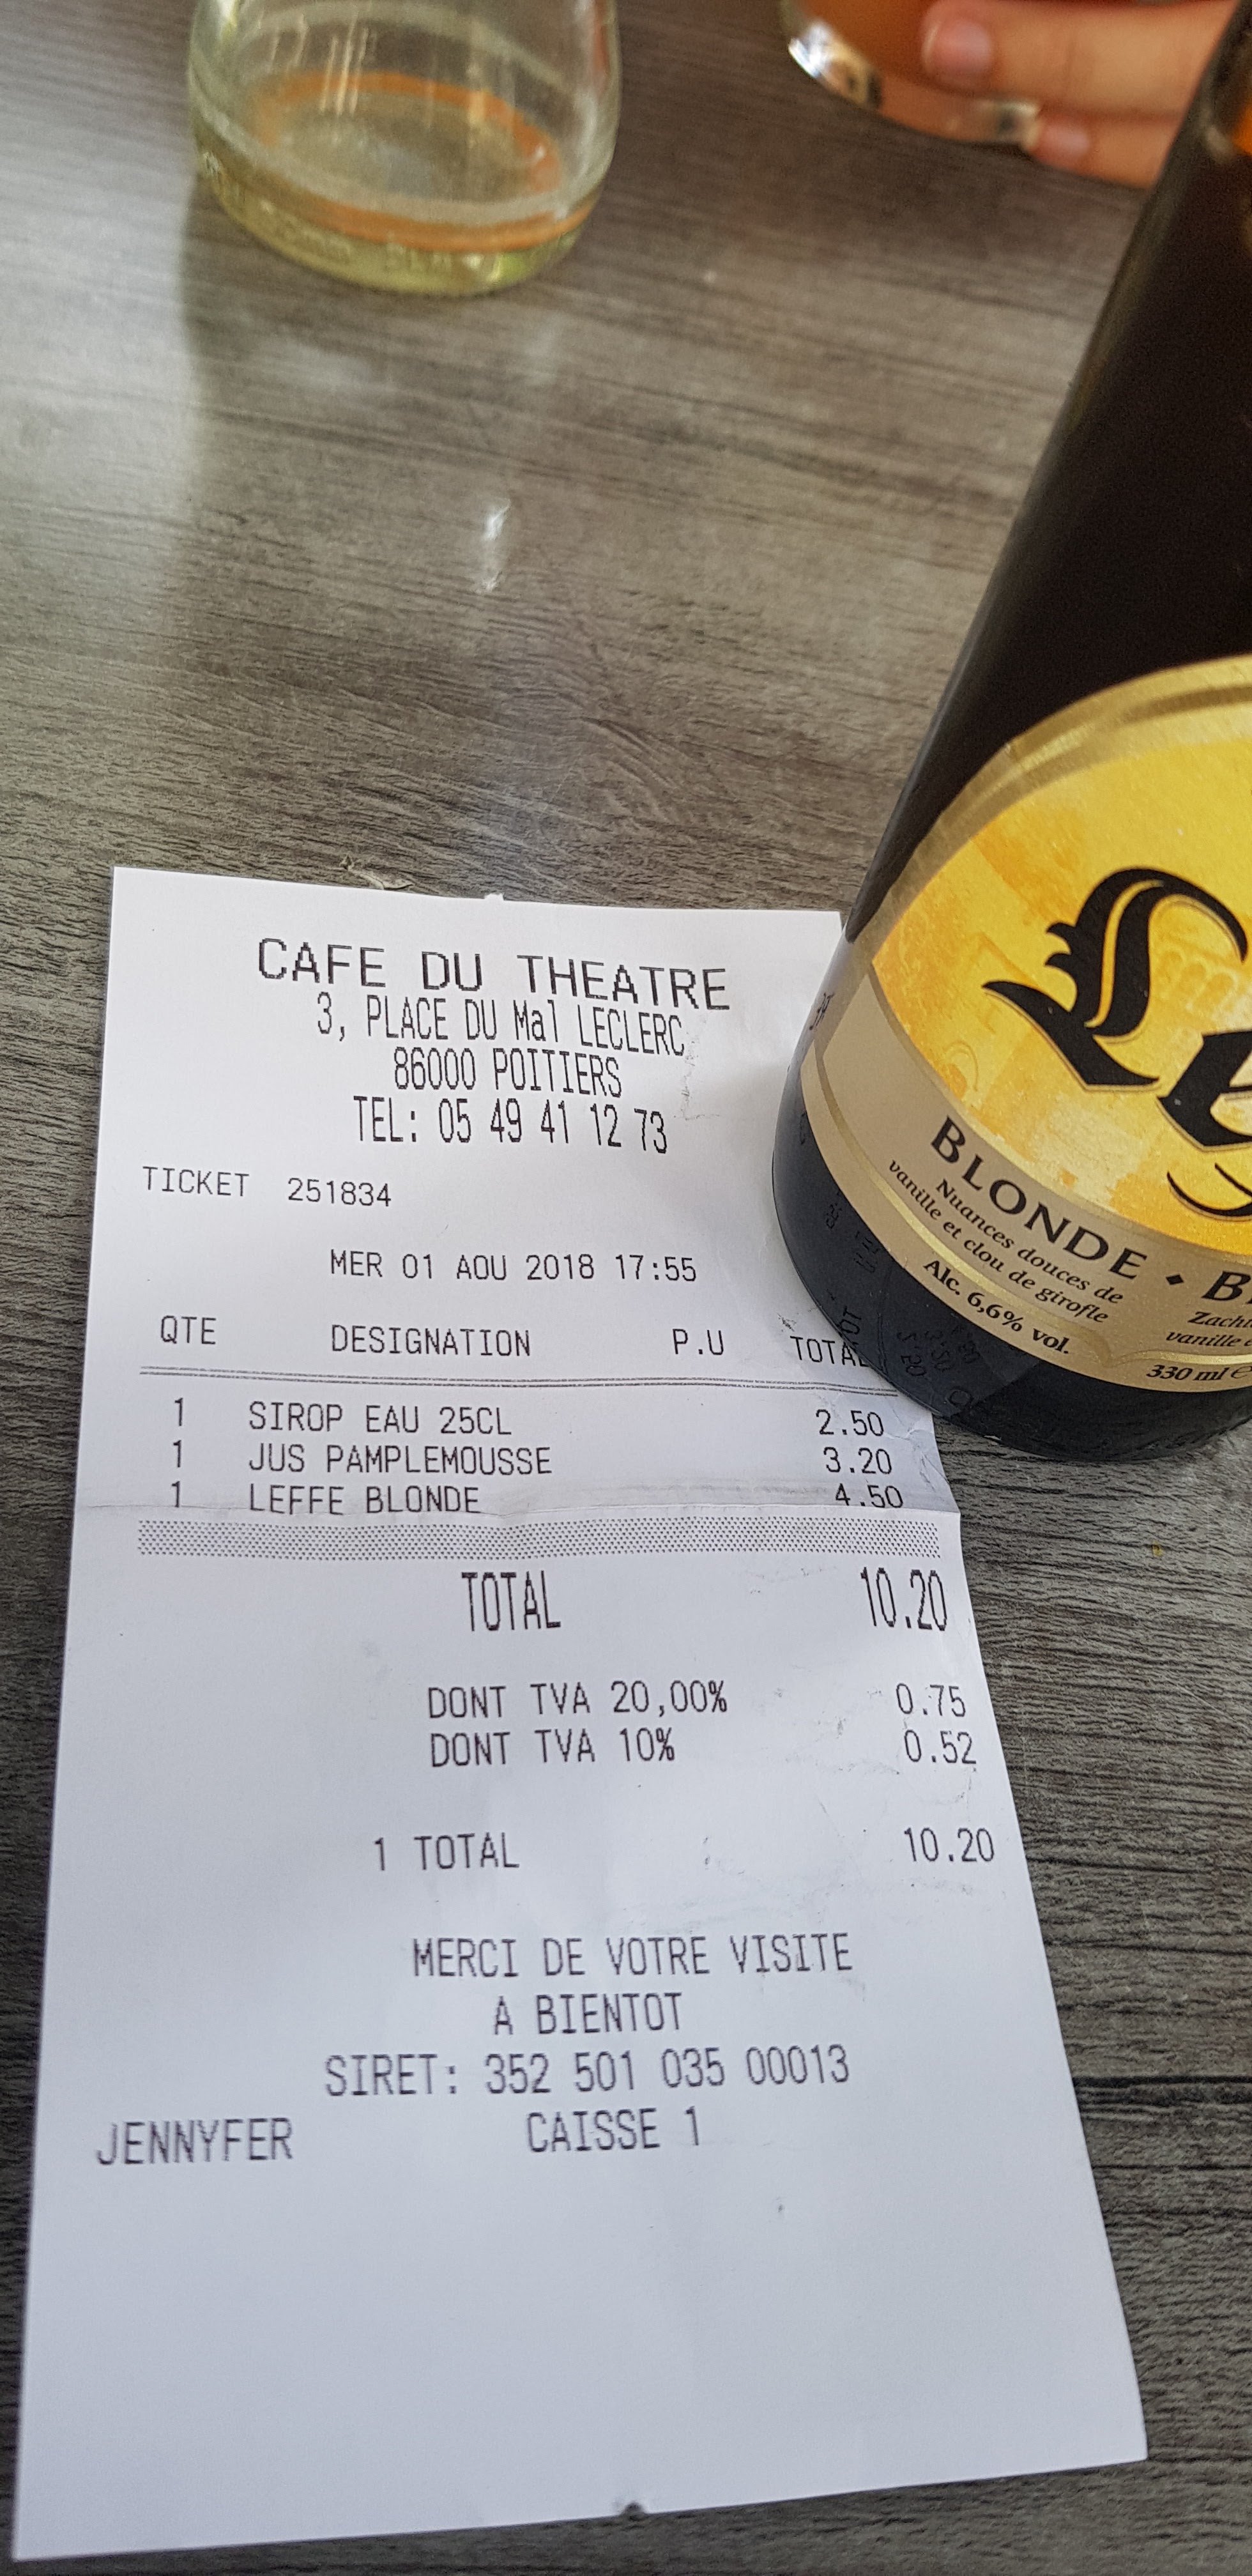 CAFE DU THEATRE
3, PLACE DU Mal LECLERC
86000 POITIERS
TEL: 05 49 41 12 73
TICKET 251834
MER 01 AOU 2018 17:55
QTE DESIGNATION P.U TOTAL
1 SIROP EAU 25CL 2.50
1 JUS PAMPLEMOUSSE 3.20
1 LEFFE BLONDE 4.50
TOTAL 10.20
DONT TVA 20,00% 0.75
DONT TVA 10% 0.52
1 TOTAL 10.20
MERCI DE VOTRE VISITE
A BIENTOT
SIRET: 352 501 035 00013
JENNYFER CAISSE 1
BLONDE
Nuances douces de
vanille et clou de girofle
Alc. 6,6% vol.
vanille
330 ml e